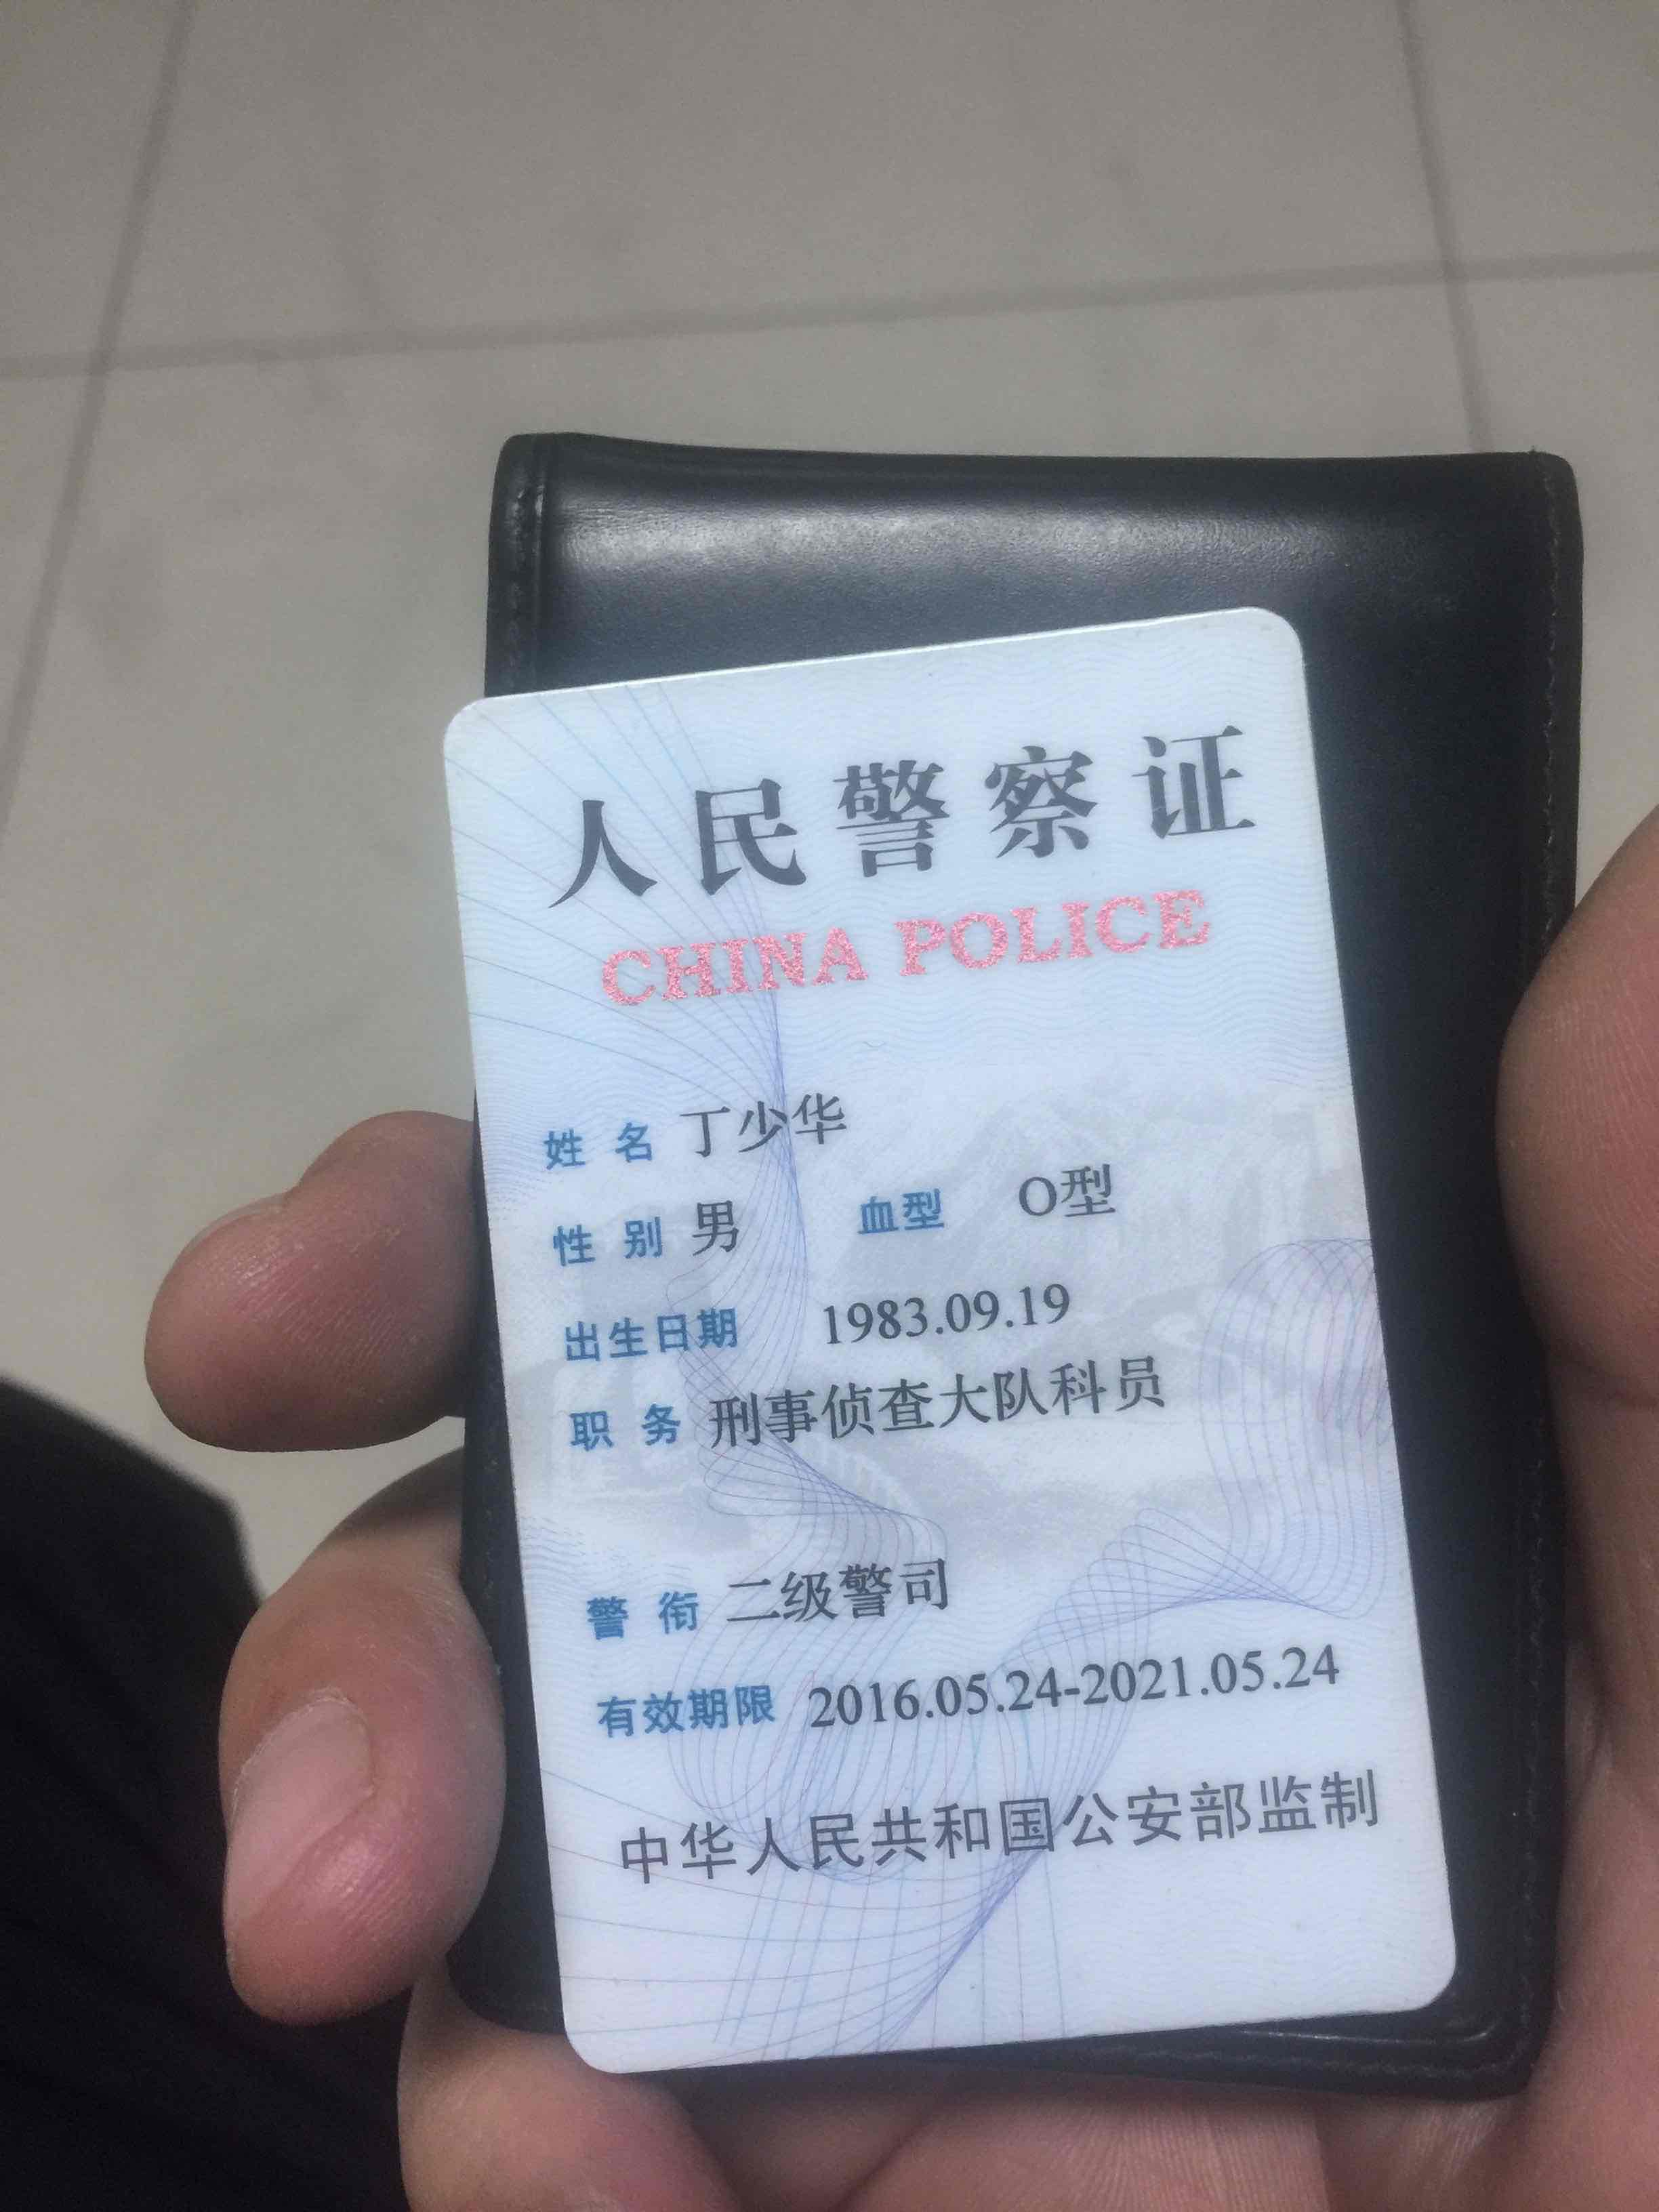 人民警察证
CHINA POLICE
姓名 丁少华
性别 男 血型 O型
出生日期 1983.09.19
职务 刑事侦查大队科员
警衔 二级警司
有效期限 2016.05.24-2021.05.24
中华人民共和国公安部监制